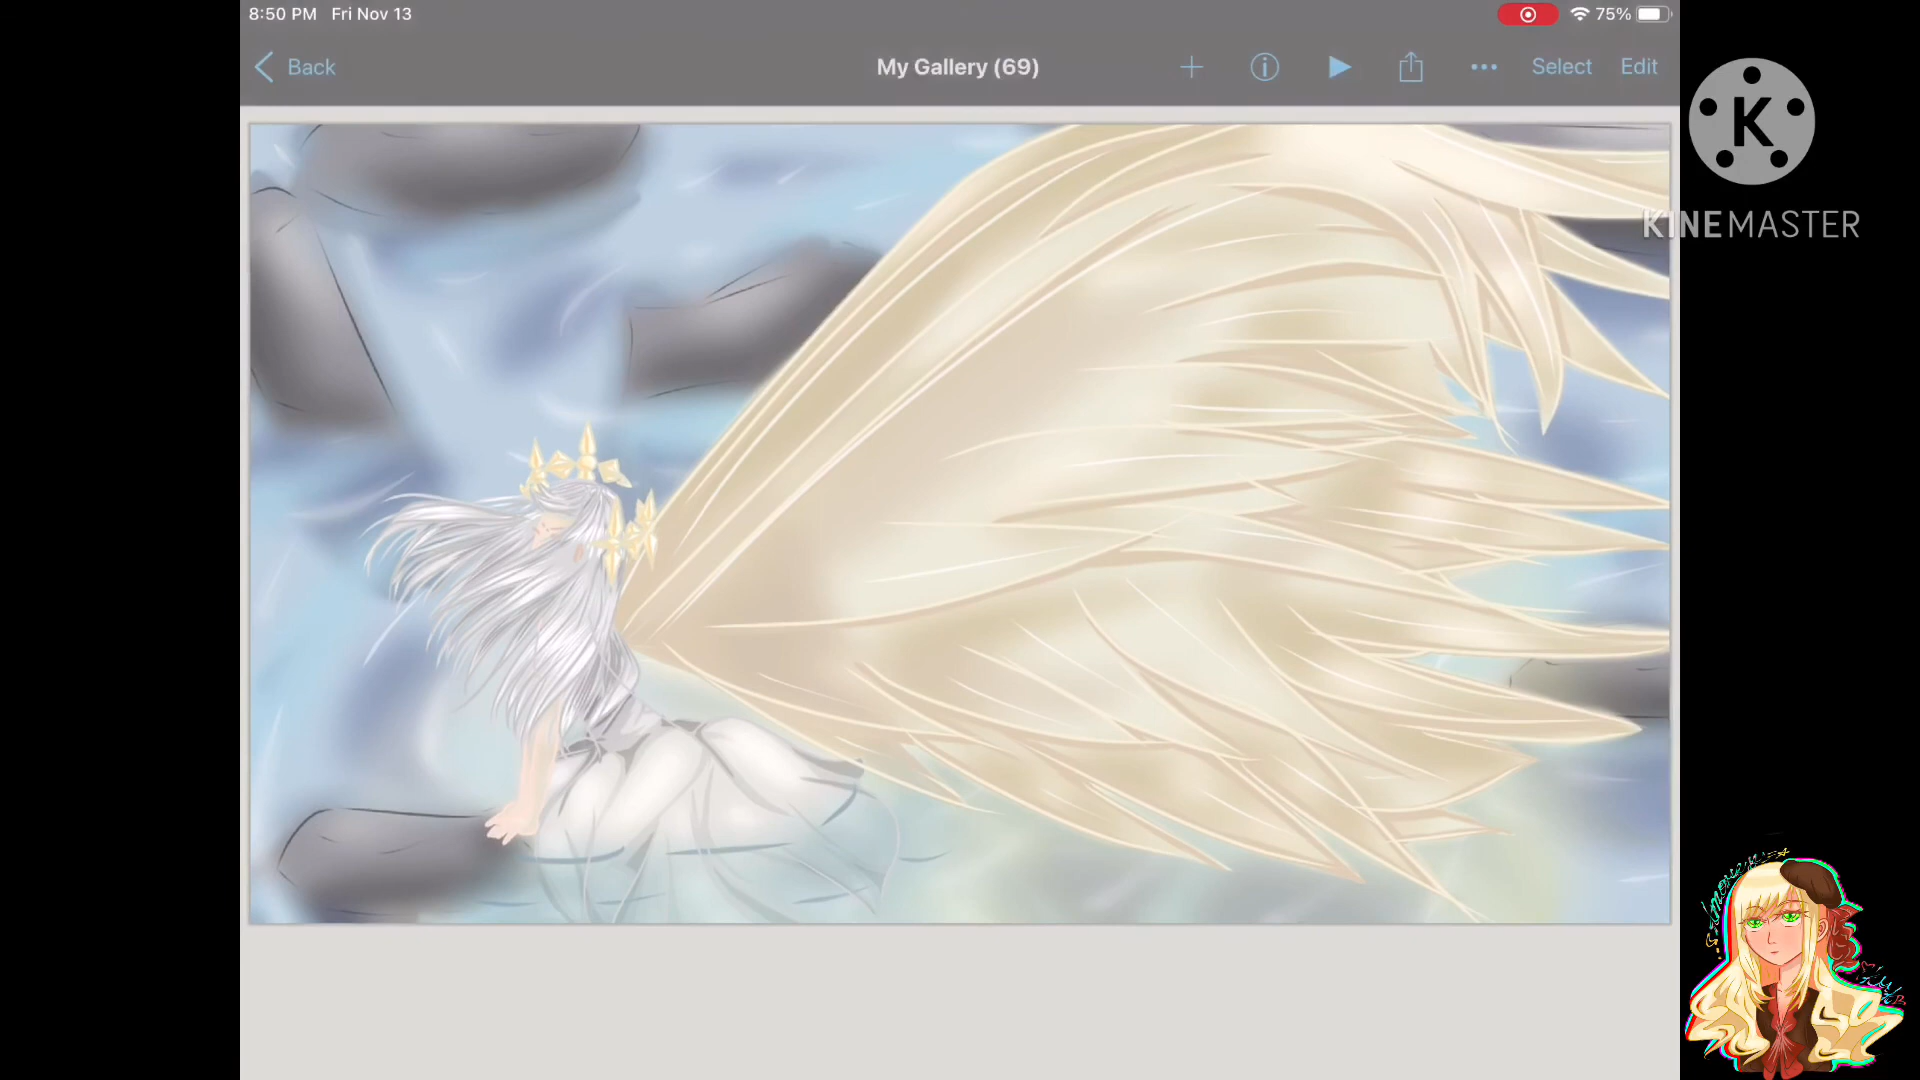 8:50 PM Fri Nov 13
75%
Back
My Gallery (69)
Select
Edit
K
KINEMASTER